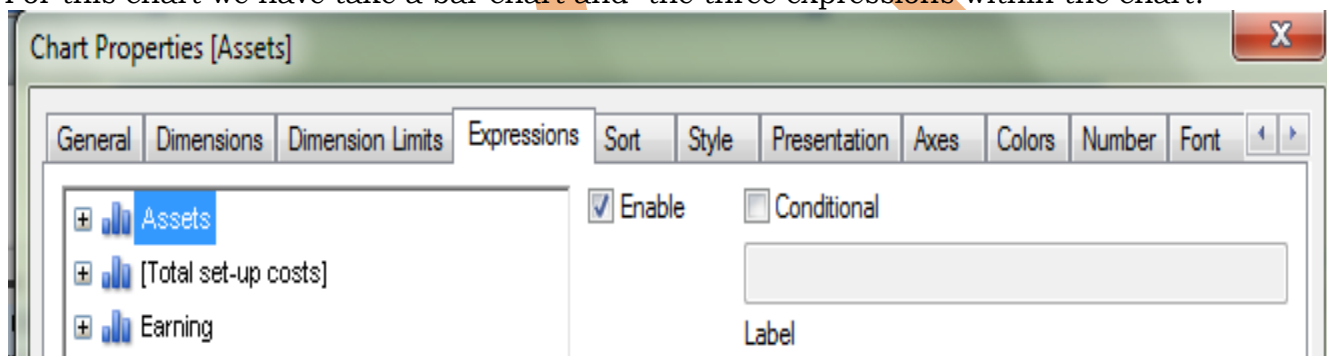 For this chart we have take a bar chart and the three expressions within the chart.
Chart Properties [Assets]
General Dimensions Dimension Limits Expressions Sort Style Presentation Axes Colors Number Font
Assets
[Total set-up costs]
Earning
Enable
Conditional
Label